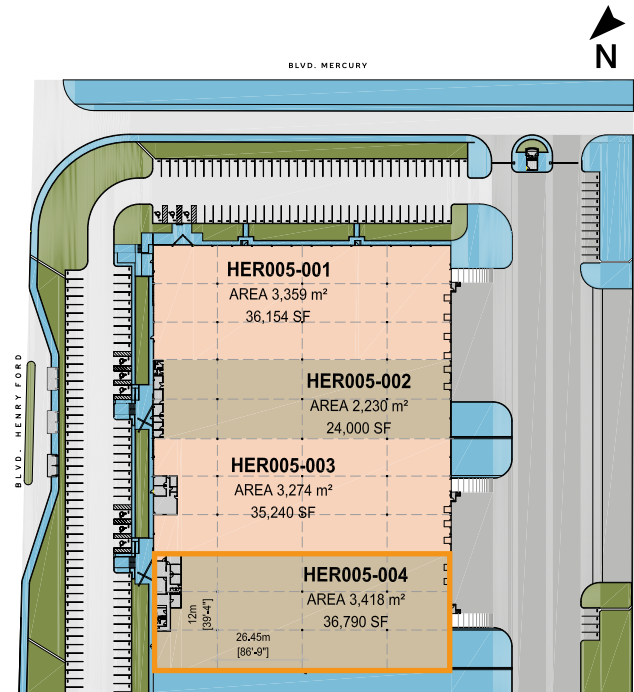 N
BLVD. MERCURY
HER005-001
AREA 3,359 m²
36,154 SF
HER005-002
AREA 2,230 m²
24,000 SF
BLVD. HENRY FORD
HER005-003
AREA 3,274 m²
35,240 SF
HER005-004
AREA 3,418 m²
36,790 SF
12m
[39'-4"]
26.45m
[86'-9"]